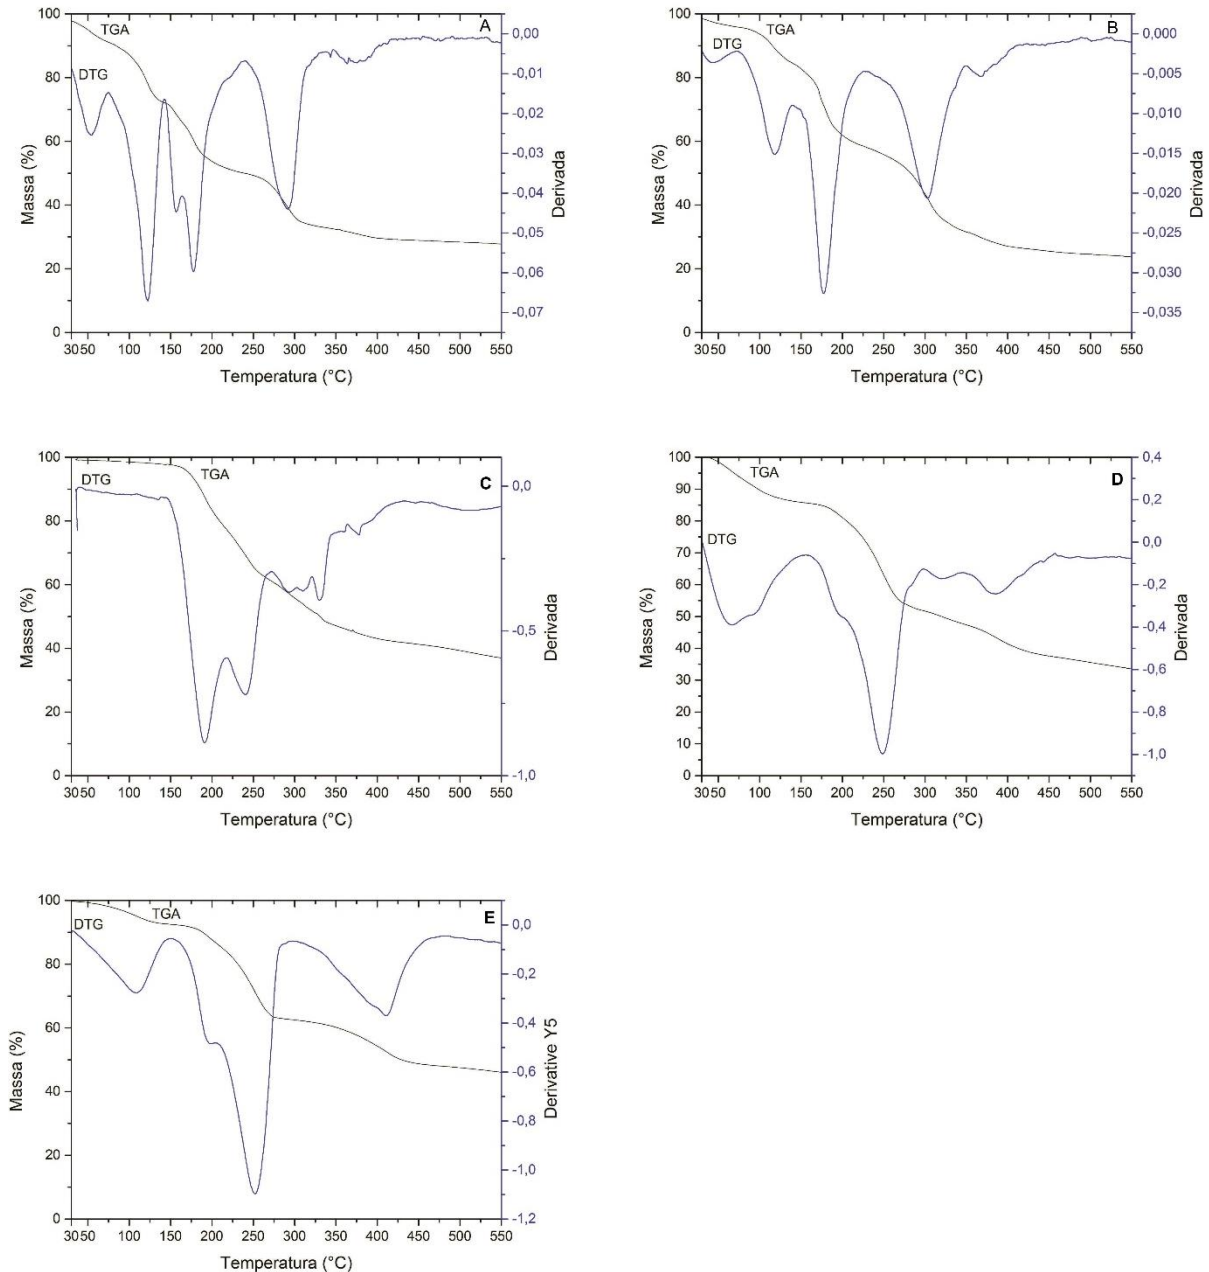 A
TGA
DTG
100
80
60
40
20
0
Massa (%)
0,00
-0,01
-0,02
-0,03
-0,04
-0,05
-0,06
-0,07
Derivada
30 50 100 150 200 250 300 350 400 450 500 550
Temperatura (°C)
B
TGA
DTG
100
80
60
40
20
0
Massa (%)
0,000
-0,005
-0,010
-0,015
-0,020
-0,025
-0,030
-0,035
Derivada
30 50 100 150 200 250 300 350 400 450 500 550
Temperatura (°C)
C
TGA
DTG
100
90
80
70
60
50
40
30
20
10
0
Massa (%)
0,0
-0,5
-1,0
Derivada
30 50 100 150 200 250 300 350 400 450 500 550
Temperatura (°C)
D
TGA
DTG
100
90
80
70
60
50
40
30
20
10
0
Massa (%)
0,4
0,2
0,0
-0,2
-0,4
-0,6
-0,8
-1,0
Derivada
30 50 100 150 200 250 300 350 400 450 500 550
Temperatura (°C)
E
TGA
DTG
100
80
60
40
20
0
Massa (%)
0,0
-0,2
-0,4
-0,6
-0,8
-1,0
-1,2
Derivative Y5
30 50 100 150 200 250 300 350 400 450 500 550
Temperatura (°C)